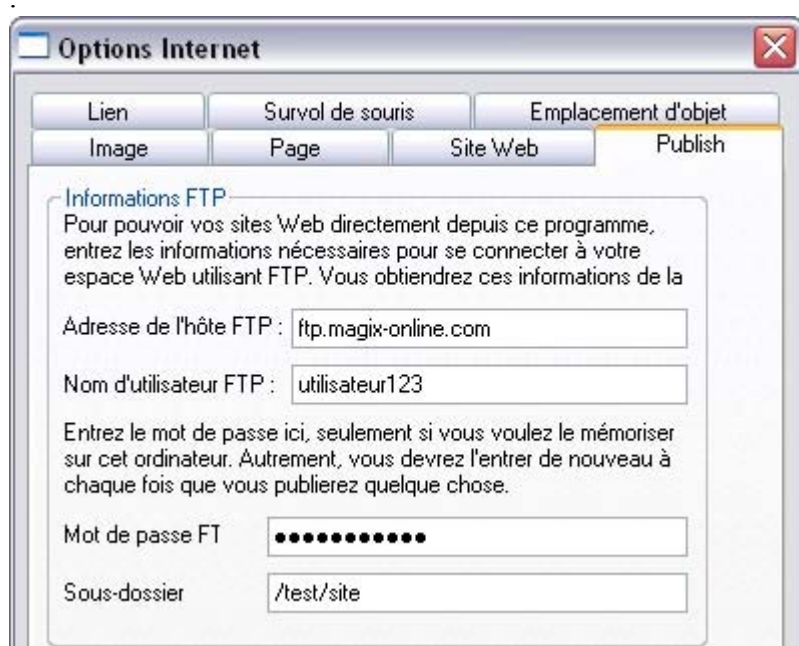 .
Options Internet
Lien Survol de souris Emplacement d'objet
Image Page Site Web Publish
Informations FTP
Pour pouvoir vos sites Web directement depuis ce programme,
entrez les informations nécessaires pour se connecter à votre
espace Web utilisant FTP. Vous obtiendrez ces informations de la
Adresse de l'hôte FTP : ftp.magix-online.com
Nom d'utilisateur FTP : utilisateur123
Entrez le mot de passe ici, seulement si vous voulez le mémoriser
sur cet ordinateur. Autrement, vous devrez l'entrer de nouveau à
chaque fois que vous publierez quelque chose.
Mot de passe FT ●●●●●●●●●●●
Sous-dossier /test/site